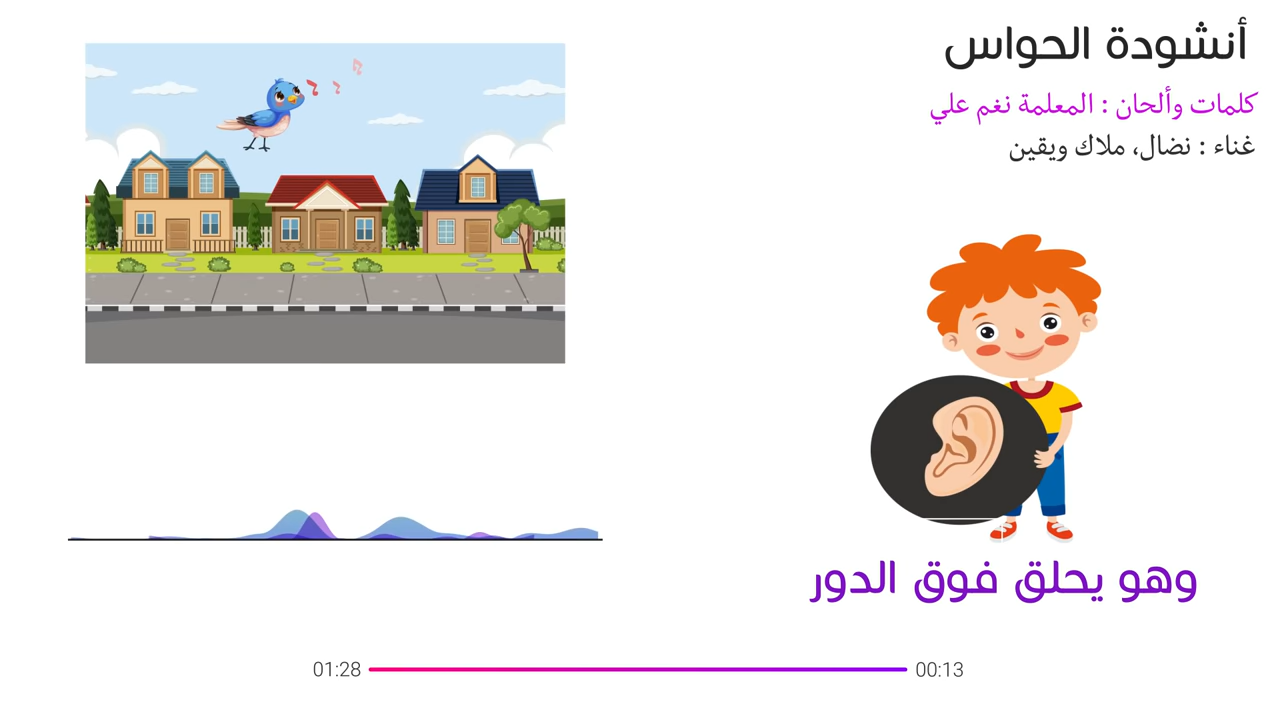 أنشودة الحواس
كلمات وألحان : المعلمة نغم علي
غناء : نضال، ملاك ويقين
وهو يحلق فوق الدور
01:28
00:13